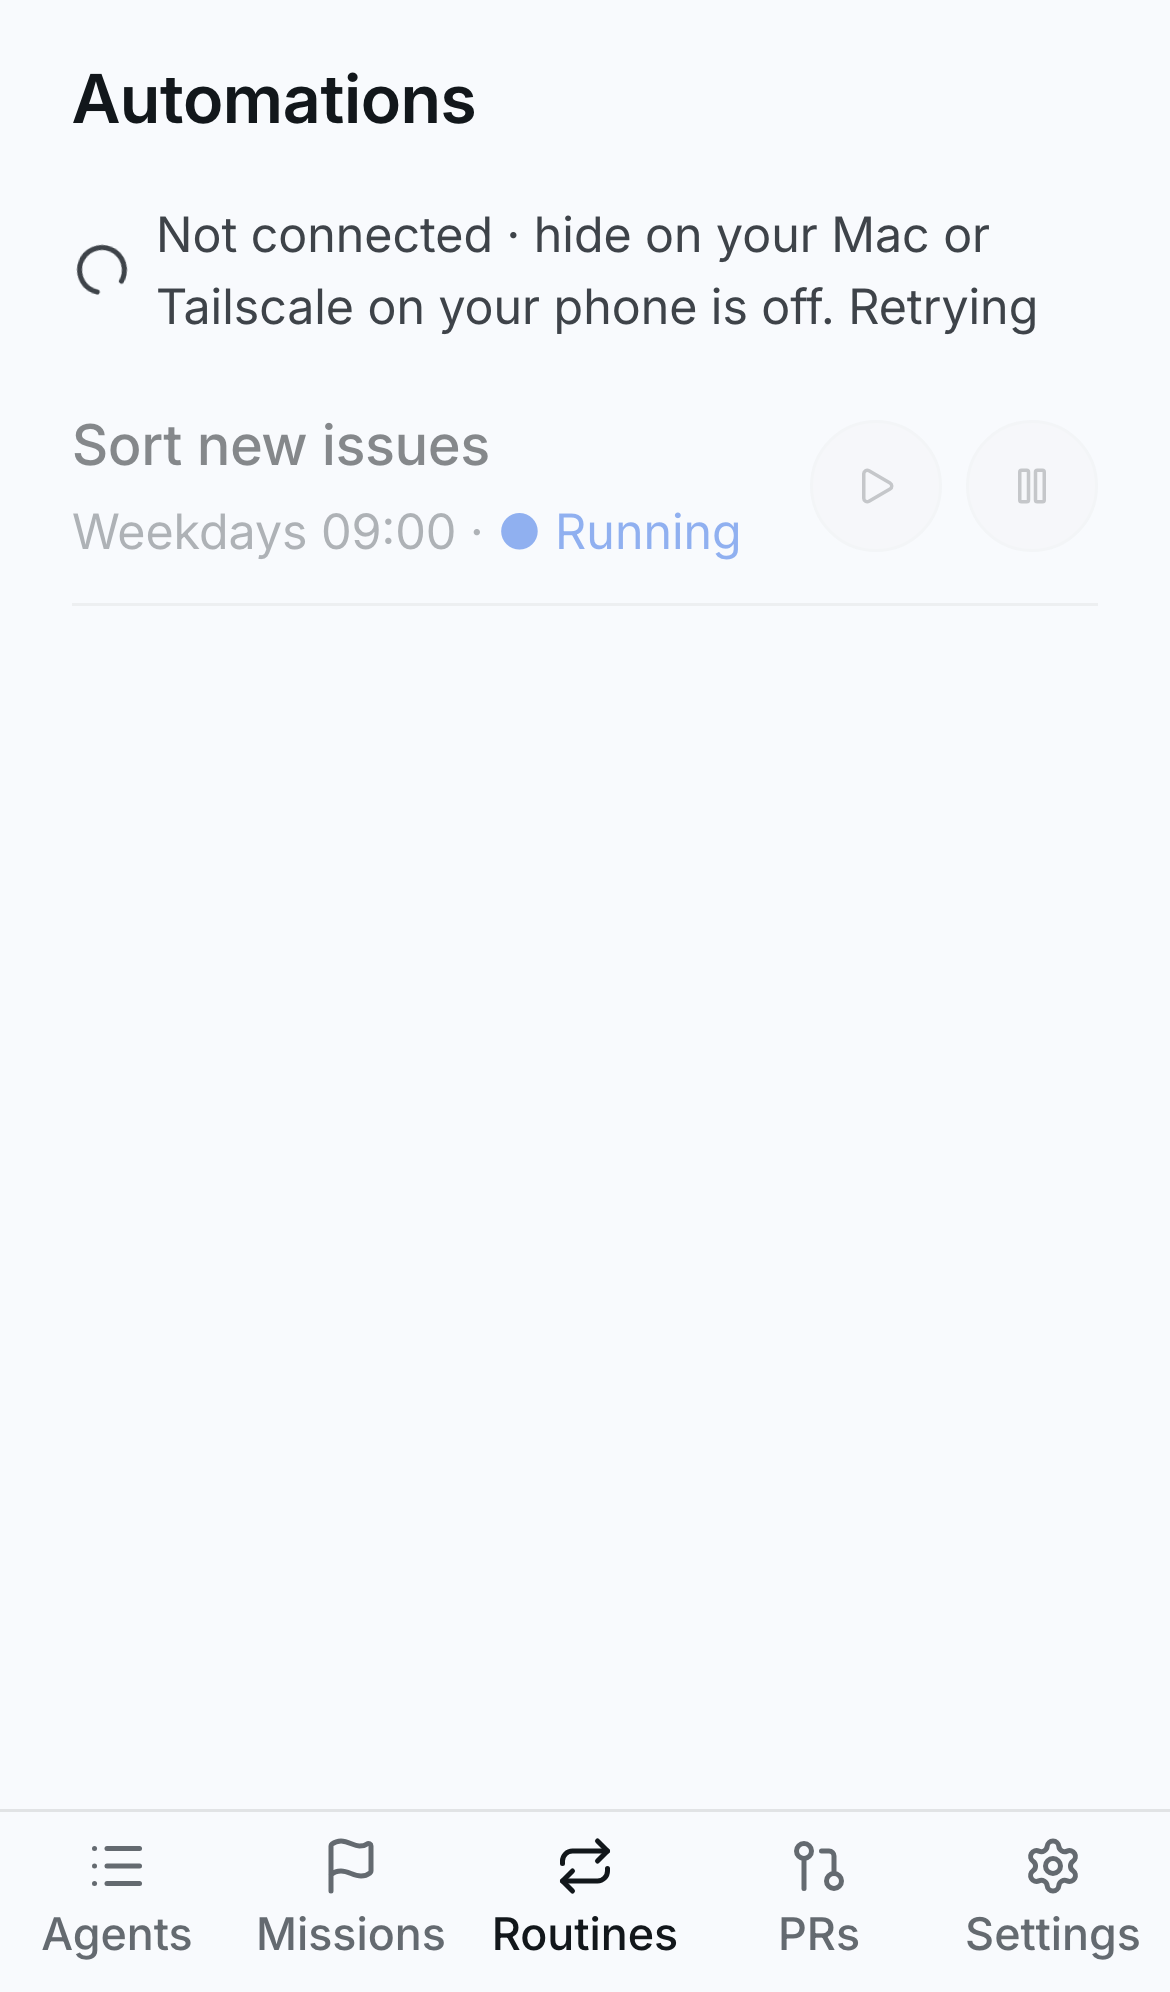 Automations
Not connected · hide on your Mac or
Tailscale on your phone is off. Retrying
Sort new issues
Weekdays 09:00 · Running
Agents
Missions
Routines
PRs
Settings